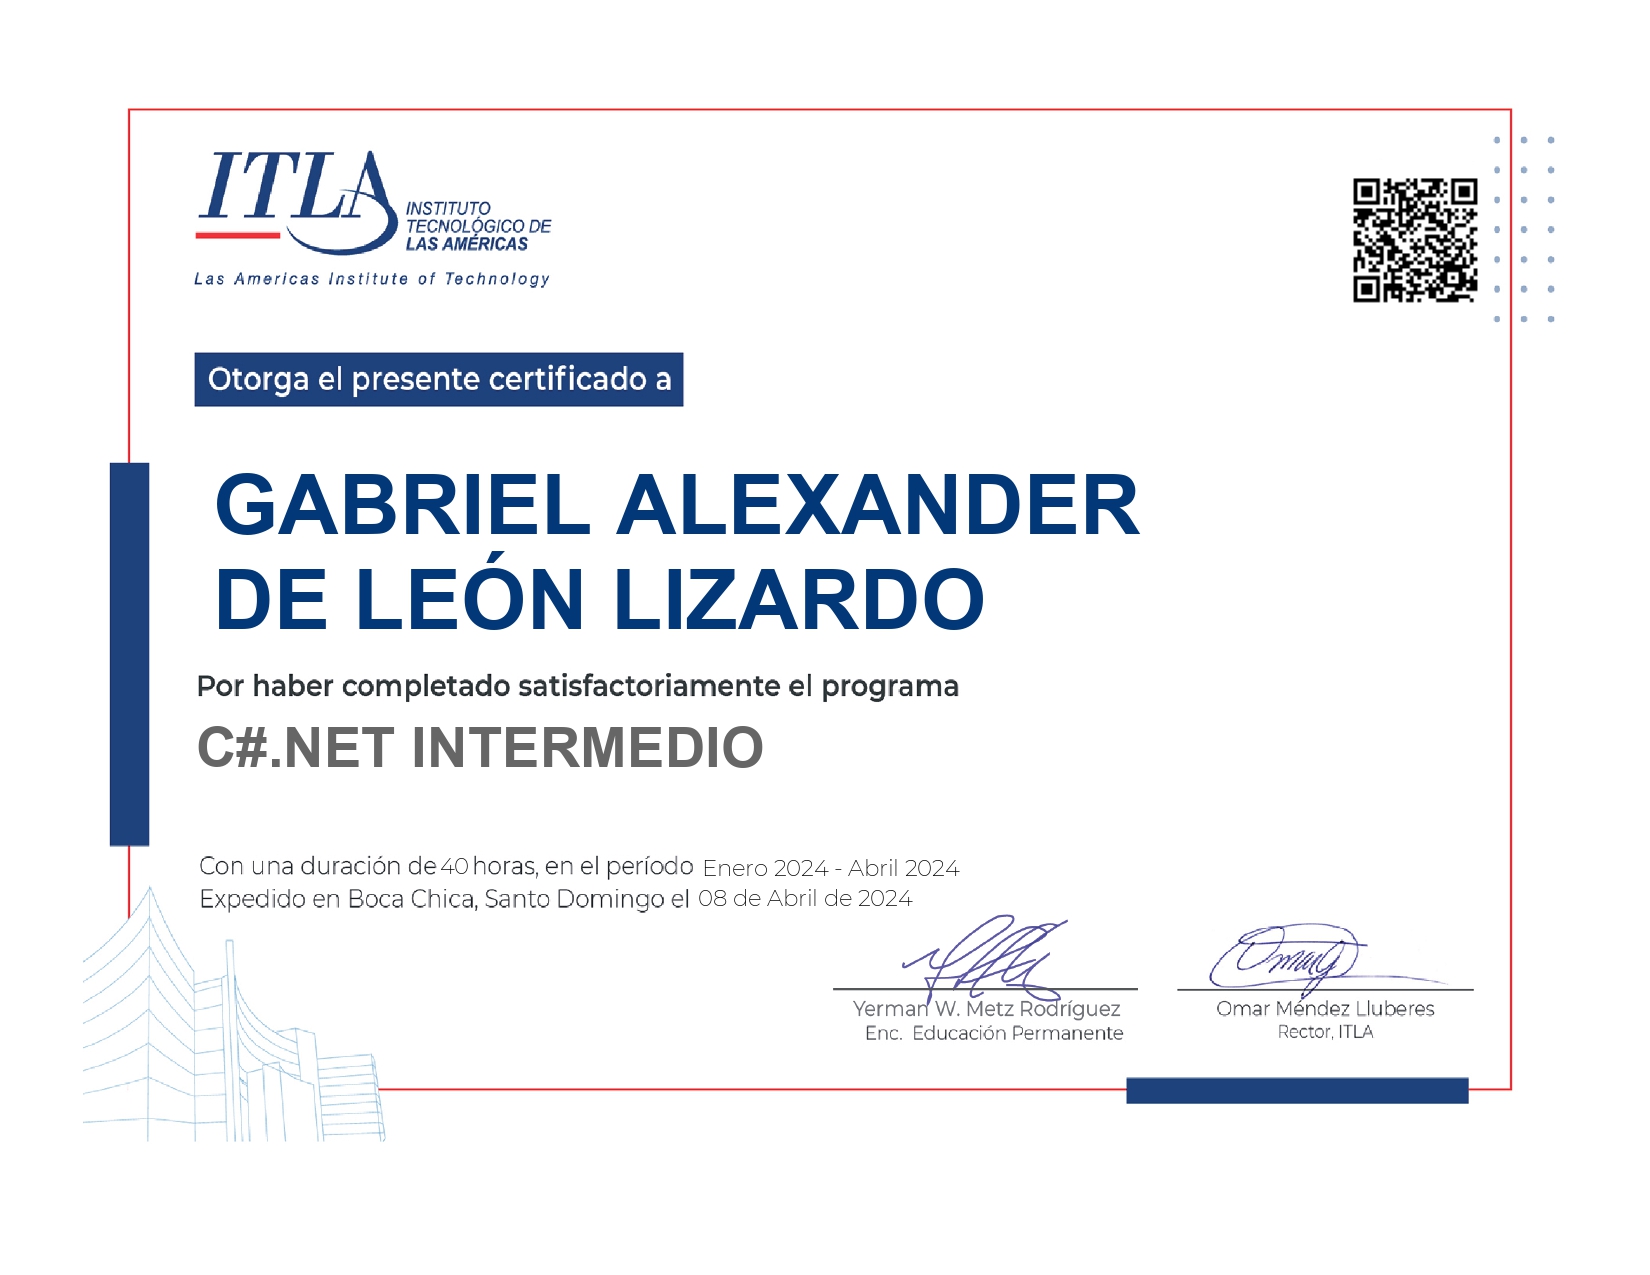 ITLA
INSTITUTO
TECNOLÓGICO DE
LAS AMÉRICAS
Las Americas Institute of Technology
Otorga el presente certificado a
GABRIEL ALEXANDER
DE LEÓN LIZARDO
Por haber completado satisfactoriamente el programa
C#.NET INTERMEDIO
Con una duración de 40 horas, en el período Enero 2024 - Abril 2024
Expedido en Boca Chica, Santo Domingo el 08 de Abril de 2024
Yerman W. Metz Rodríguez
Enc. Educación Permanente
Omar Méndez Lluberes
Rector, ITLA